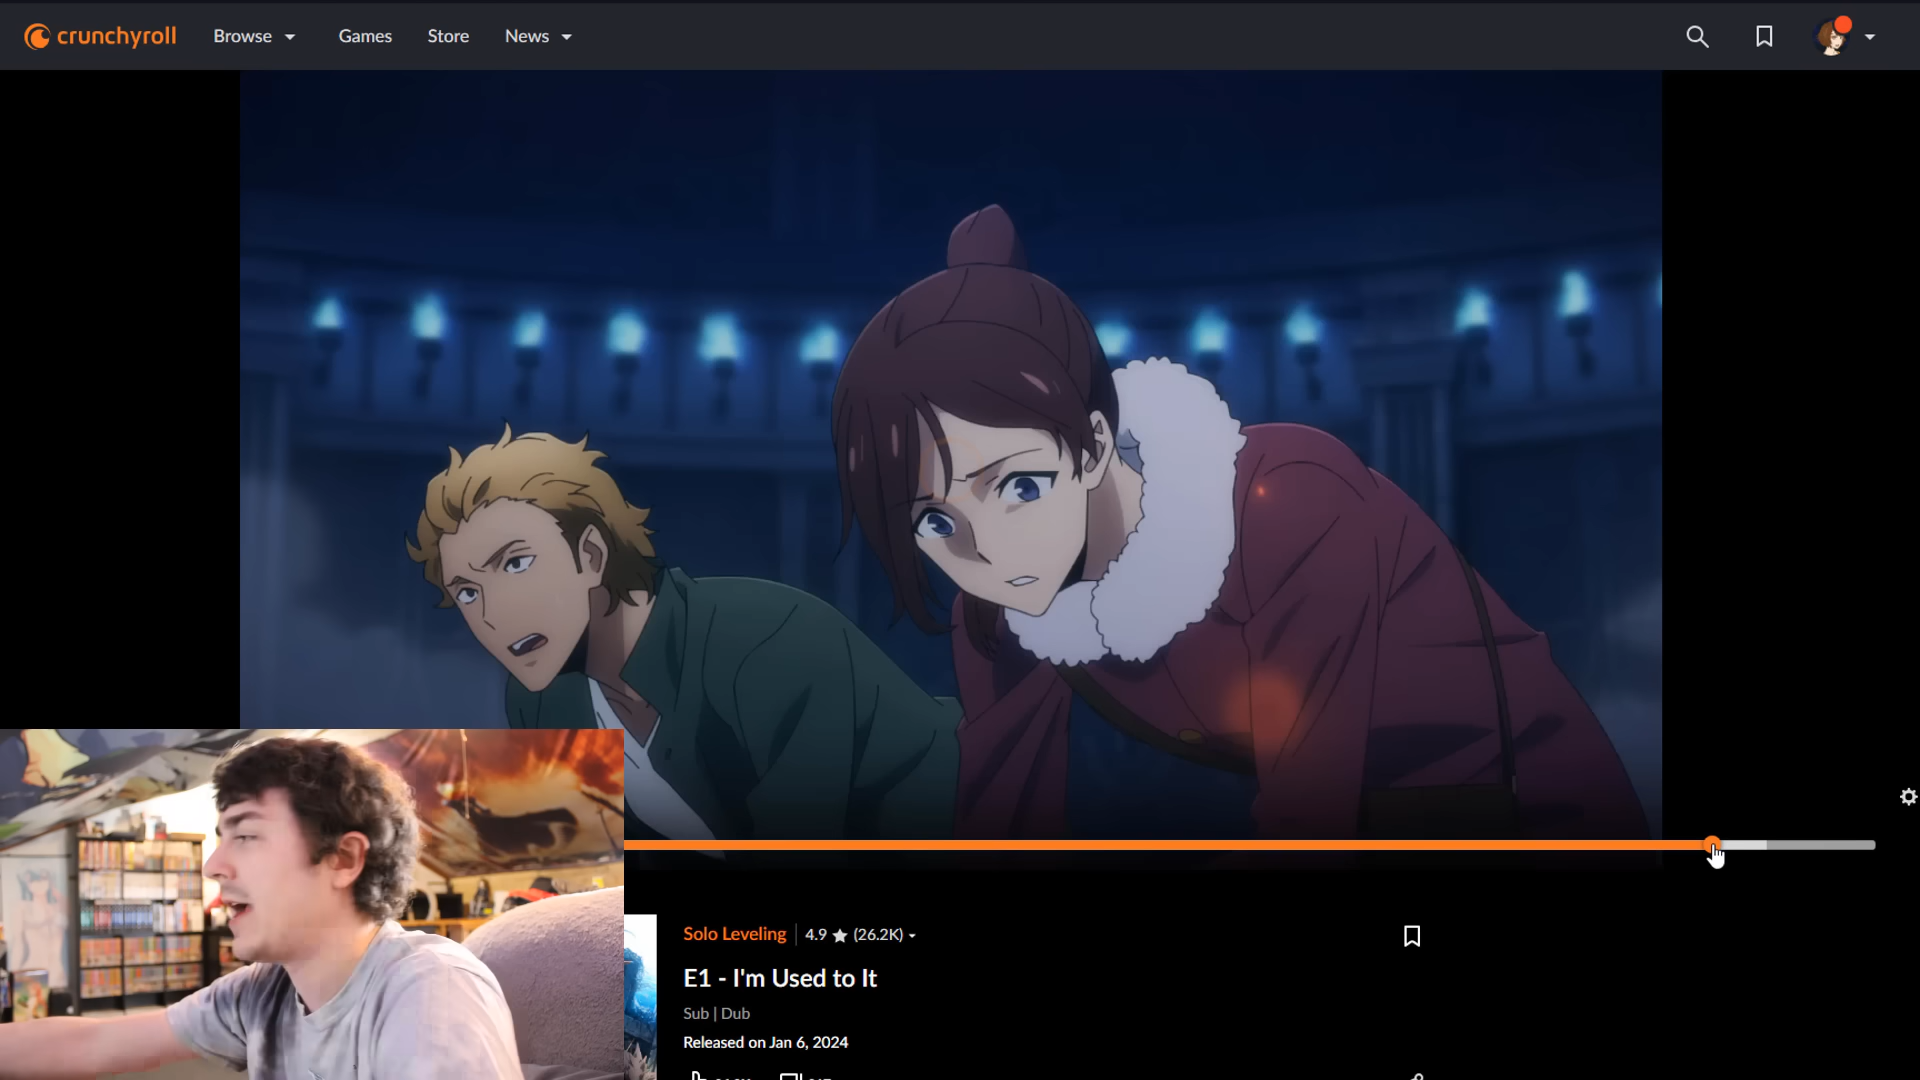 crunchyroll Browse Games Store News
Solo Leveling 4.9 ★ (26.2K)
E1 - I'm Used to It
Sub | Dub
Released on Jan 6, 2024